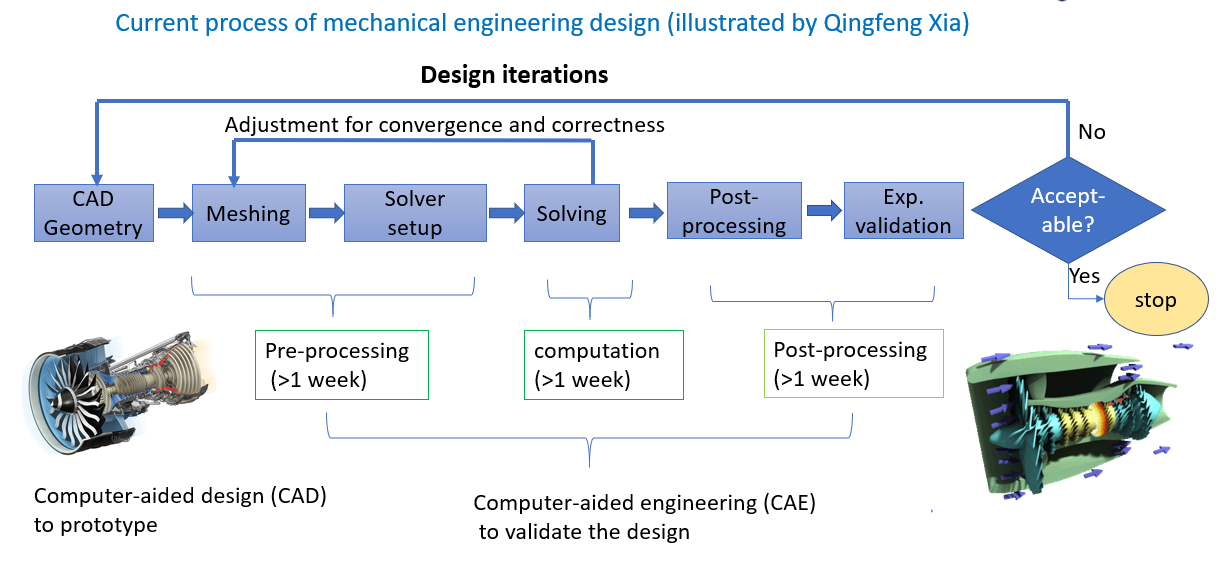 Current process of mechanical engineering design (illustrated by Qingfeng Xia)
Design iterations
Adjustment for convergence and correctness
No
CAD
Geometry
Meshing
Solver
setup
Solving
Post-
processing
Exp.
validation
Accept-
able?
Yes
stop
Pre-processing
(>1 week)
computation
(>1 week)
Post-processing
(>1 week)
Computer-aided design (CAD)
to prototype
Computer-aided engineering (CAE)
to validate the design